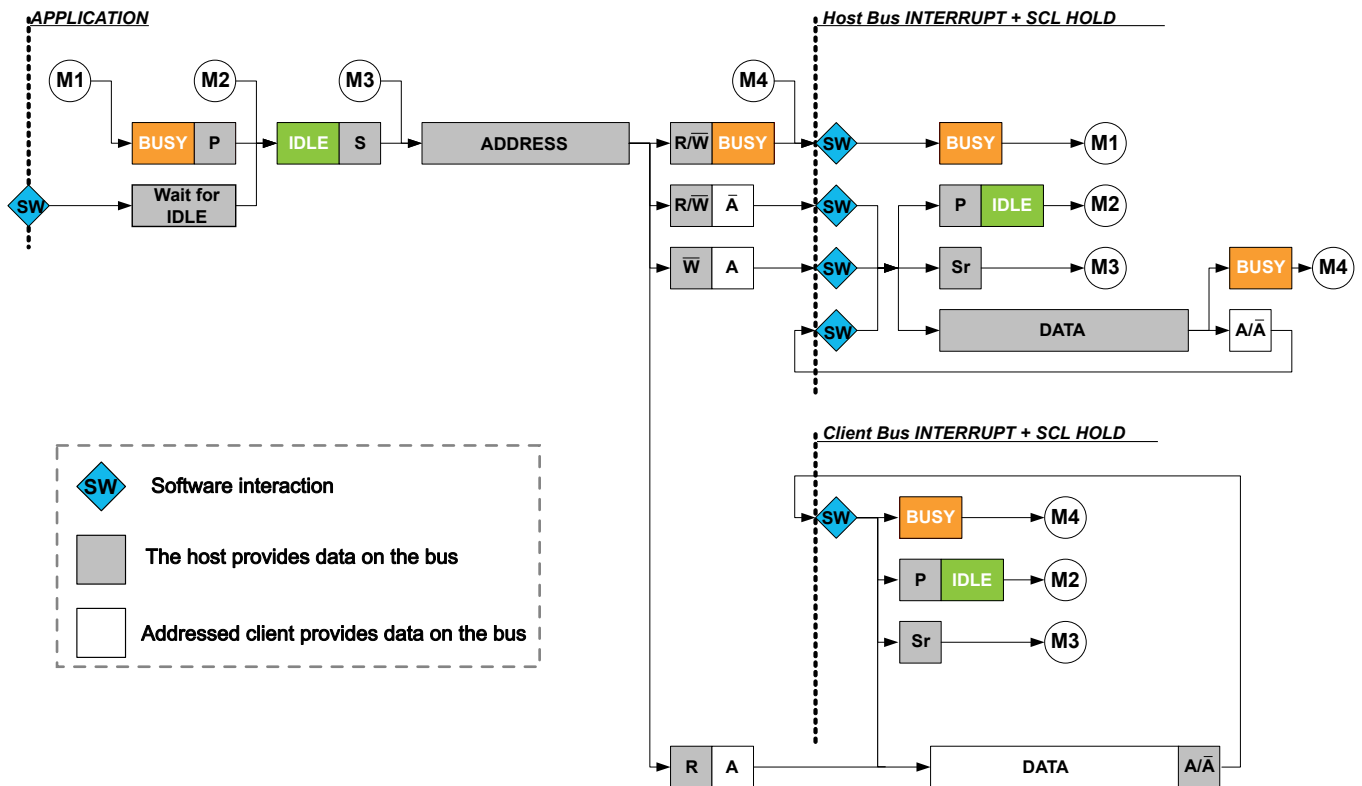 APPLICATION
Host Bus INTERRUPT + SCL HOLD
M1
M2
M3
M4
BUSY P
IDLE S
ADDRESS
R/W̅ BUSY
SW
BUSY
M1
SW
Wait for
IDLE
R/W̅ A̅
SW
P IDLE
M2
W̅ A
SW
Sr
M3
BUSY
M4
SW
DATA
A/A̅
Client Bus INTERRUPT + SCL HOLD
SW
BUSY
M4
P IDLE
M2
Sr
M3
R A
DATA
A/A̅
SW Software interaction
The host provides data on the bus
Addressed client provides data on the bus